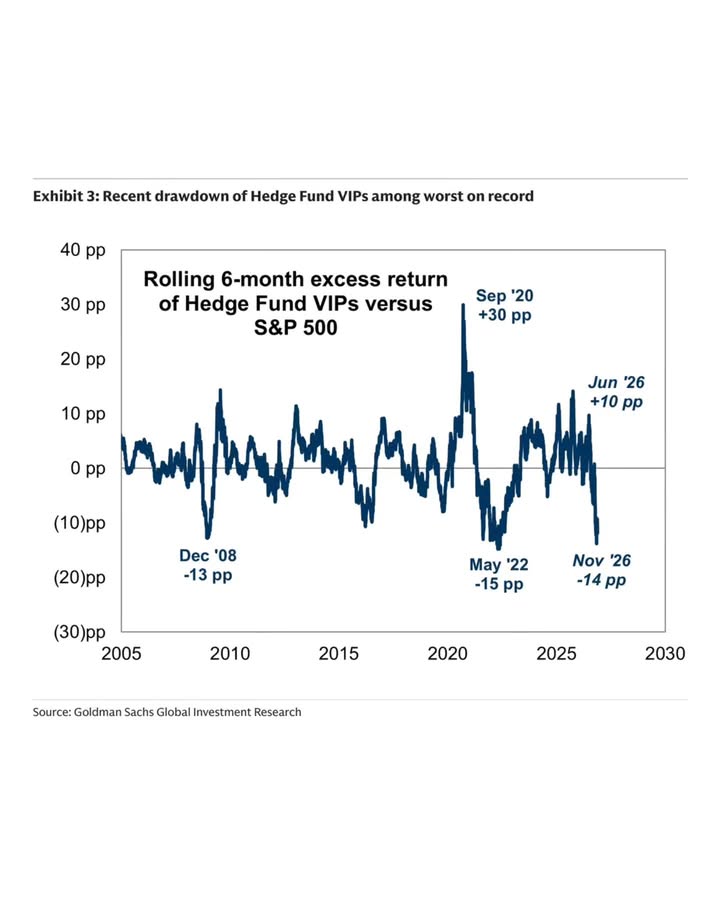 Exhibit 3: Recent drawdown of Hedge Fund VIPs among worst on record
40 pp
30 pp
20 pp
10 pp
0 pp
(10)pp
(20)pp
(30)pp
Rolling 6-month excess return
of Hedge Fund VIPs versus
S&P 500
Sep '20
+30 pp
Jun '26
+10 pp
Dec '08
-13 pp
May '22
-15 pp
Nov '26
-14 pp
2005 2010 2015 2020 2025 2030
Source: Goldman Sachs Global Investment Research